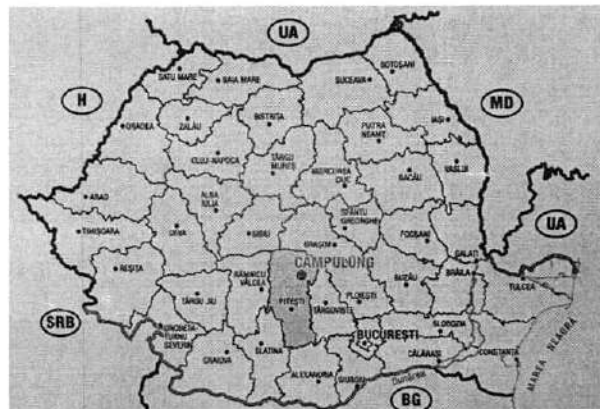 UA
SATU MARE
BAIA MARE
SUCEAVA
BOTOȘANI
H
MD
ORADEA
ZALĂU
BISTRIȚA
PIATRA
NEAMȚ
IAȘI
CLUJ-NAPOCA
TÂRGU
MUREȘ
MIERCUREA
CIUC
BACĂU
VASLUI
ARAD
ALBA
IULIA
UA
TIMIȘOARA
DEVA
SIBIU
SFÂNTU
GHEORGHE
BRAȘOV
FOCȘANI
GALAȚI
REȘIȚA
CÂMPULUNG
RÂMNICU
VÂLCEA
BUZĂU
BRĂILA
TULCEA
TÂRGU JIU
PITEȘTI
TÂRGOVIȘTE
PLOIEȘTI
SRB
DROBETA-
TURNU
SEVERIN
BUCUREȘTI
SLOBOZIA
CRAIOVA
SLATINA
CĂLĂRAȘI
CONSTANȚA
MAREA NEAGRĂ
ALEXANDRIA
GIURGIU
Dunărea
BG